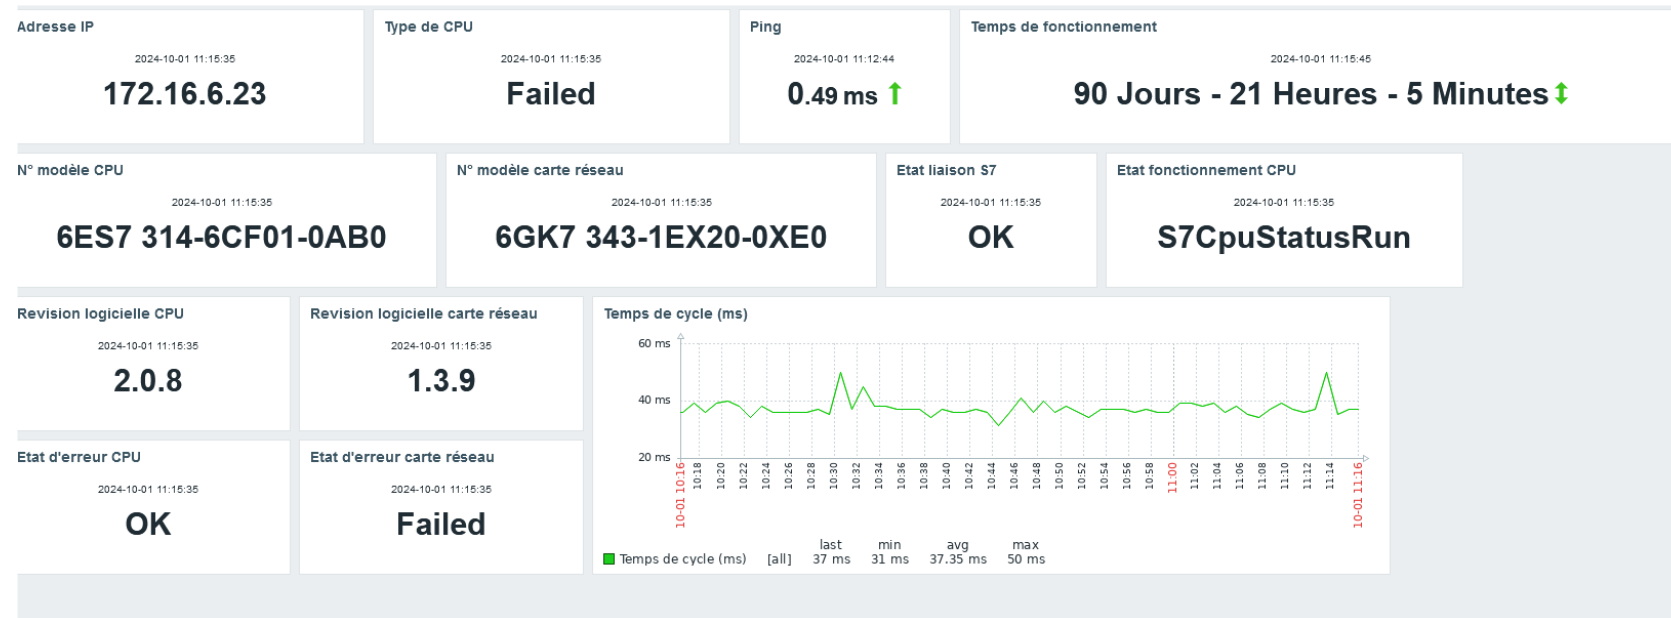 Adresse IP
2024-10-01 11:15:35
172.16.6.23
Type de CPU
2024-10-01 11:15:35
Failed
Ping
2024-10-01 11:12:44
0.49 ms
Temps de fonctionnement
2024-10-01 11:15:45
90 Jours - 21 Heures - 5 Minutes
N° modèle CPU
2024-10-01 11:15:35
6ES7 314-6CF01-0AB0
N° modèle carte réseau
2024-10-01 11:15:35
6GK7 343-1EX20-0XE0
Etat liaison S7
2024-10-01 11:15:35
OK
Etat fonctionnement CPU
2024-10-01 11:15:35
S7CpuStatusRun
Revision logicielle CPU
2024-10-01 11:15:35
2.0.8
Revision logicielle carte réseau
2024-10-01 11:15:35
1.3.9
Etat d'erreur CPU
2024-10-01 11:15:35
OK
Etat d'erreur carte réseau
2024-10-01 11:15:35
Failed
Temps de cycle (ms)
60 ms
40 ms
20 ms
10-01 10:16
10:18
10:20
10:22
10:24
10:26
10:28
10:30
10:32
10:34
10:36
10:38
10:40
10:42
10:44
10:46
10:48
10:50
10:52
10:54
10:56
10:58
11:00
11:02
11:04
11:06
11:08
11:10
11:12
11:14
10-01 11:16
last min avg max
Temps de cycle (ms) [all] 37 ms 31 ms 37.35 ms 50 ms